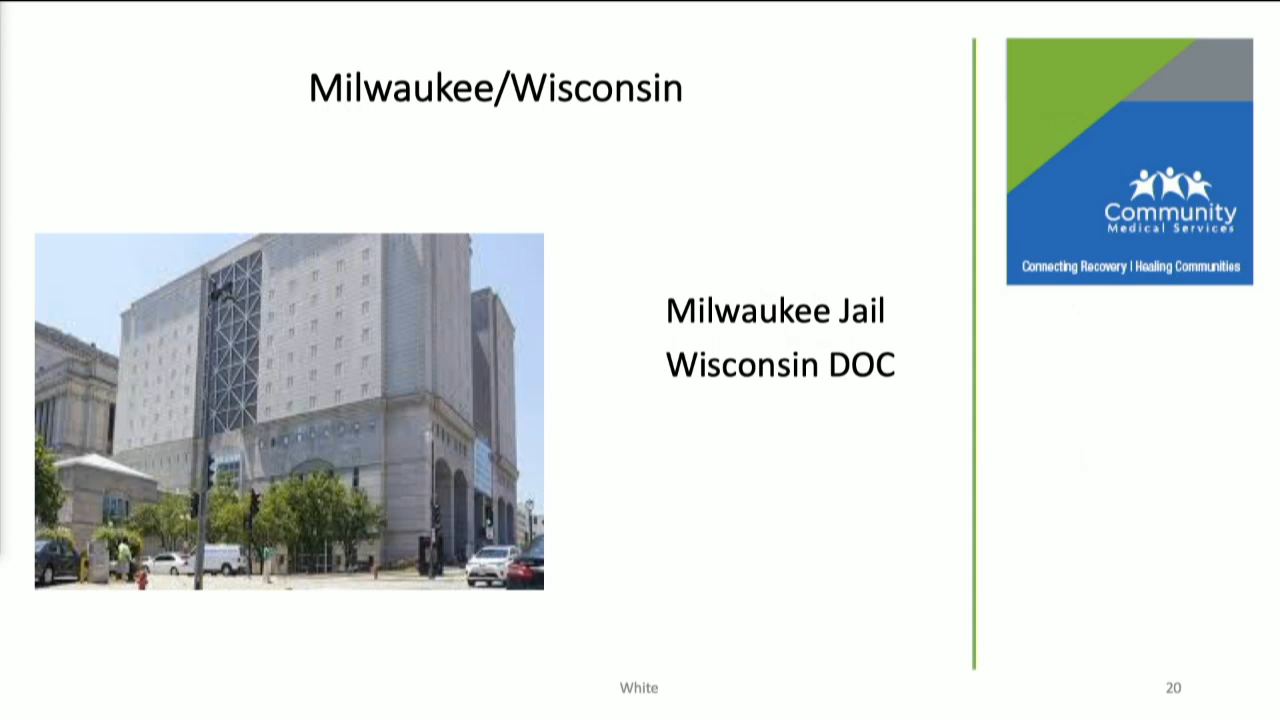 Milwaukee/Wisconsin
Milwaukee Jail
Wisconsin DOC
Community
Medical Services
Connecting Recovery | Healing Communities
White
20